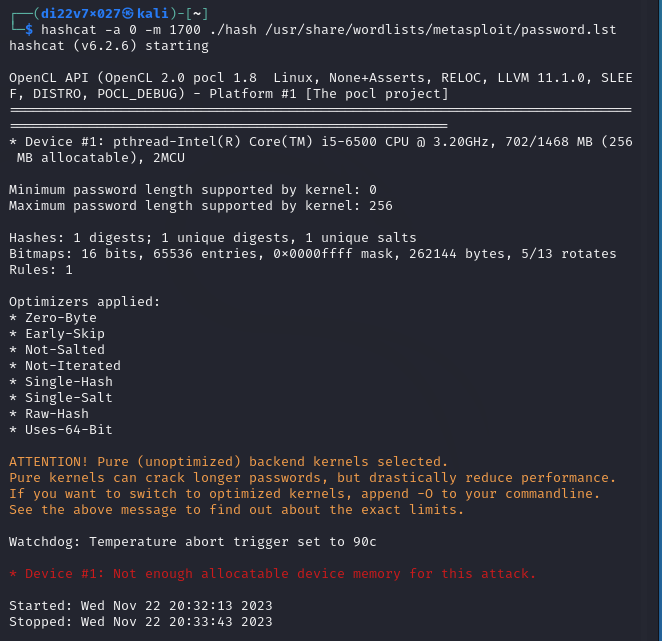 ┌──(di22v7×027㉿kali)-[~]
└─$ hashcat -a 0 -m 1700 ./hash /usr/share/wordlists/metasploit/password.lst
hashcat (v6.2.6) starting
OpenCL API (OpenCL 2.0 pocl 1.8  Linux, None+Asserts, RELOC, LLVM 11.1.0, SLEE
F, DISTRO, POCL_DEBUG) - Platform #1 [The pocl project]
===============================================================================
=======================================================
* Device #1: pthread-Intel(R) Core(TM) i5-6500 CPU @ 3.20GHz, 702/1468 MB (256
 MB allocatable), 2MCU
Minimum password length supported by kernel: 0
Maximum password length supported by kernel: 256
Hashes: 1 digests; 1 unique digests, 1 unique salts
Bitmaps: 16 bits, 65536 entries, 0×0000ffff mask, 262144 bytes, 5/13 rotates
Rules: 1
Optimizers applied:
* Zero-Byte
* Early-Skip
* Not-Salted
* Not-Iterated
* Single-Hash
* Single-Salt
* Raw-Hash
* Uses-64-Bit
ATTENTION! Pure (unoptimized) backend kernels selected.
Pure kernels can crack longer passwords, but drastically reduce performance.
If you want to switch to optimized kernels, append -O to your commandline.
See the above message to find out about the exact limits.
Watchdog: Temperature abort trigger set to 90c
* Device #1: Not enough allocatable device memory for this attack.
Started: Wed Nov 22 20:32:13 2023
Stopped: Wed Nov 22 20:33:43 2023